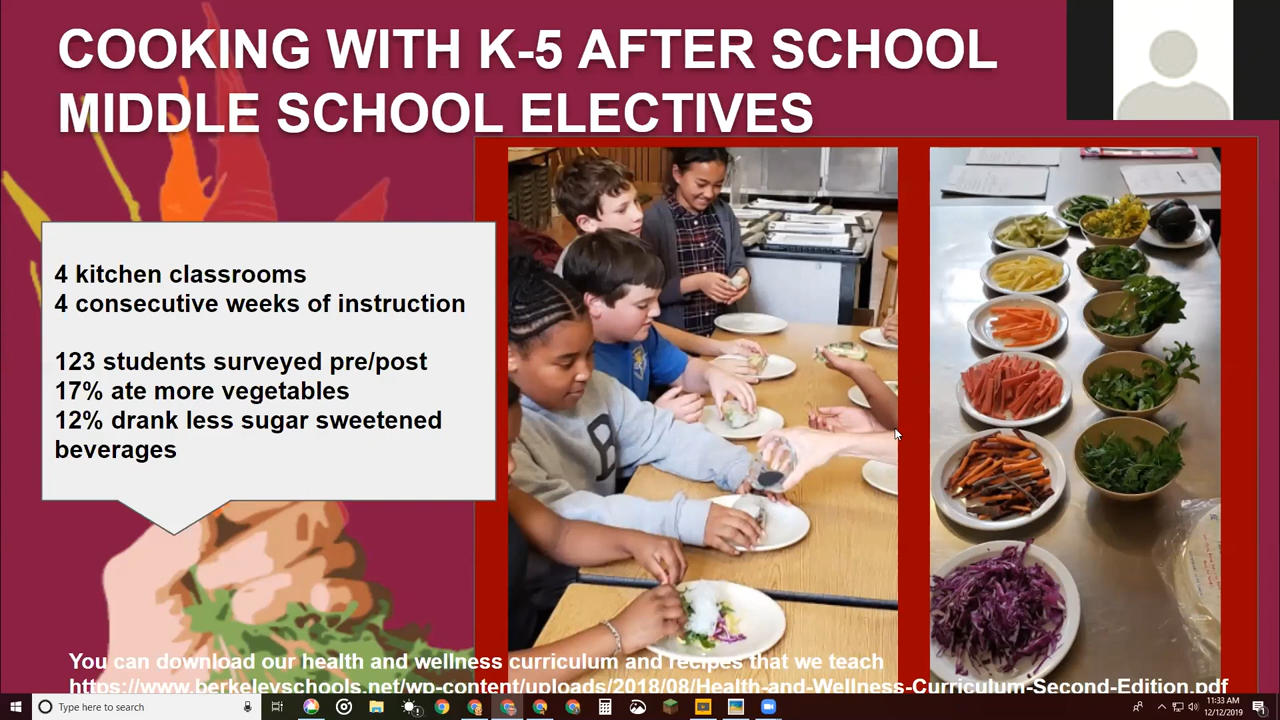 COOKING WITH K-5 AFTER SCHOOL
MIDDLE SCHOOL ELECTIVES
4 kitchen classrooms
4 consecutive weeks of instruction
123 students surveyed pre/post
17% ate more vegetables
12% drank less sugar sweetened
beverages
B
You can download our health and wellness curriculum and recipes that we teach
https://www.berkeleyschools.net/wp-content/uploads/2018/08/Health-and-Wellness-Curriculum-Second-Edition.pdf
Type here to search
11:33 AM
12/12/2019